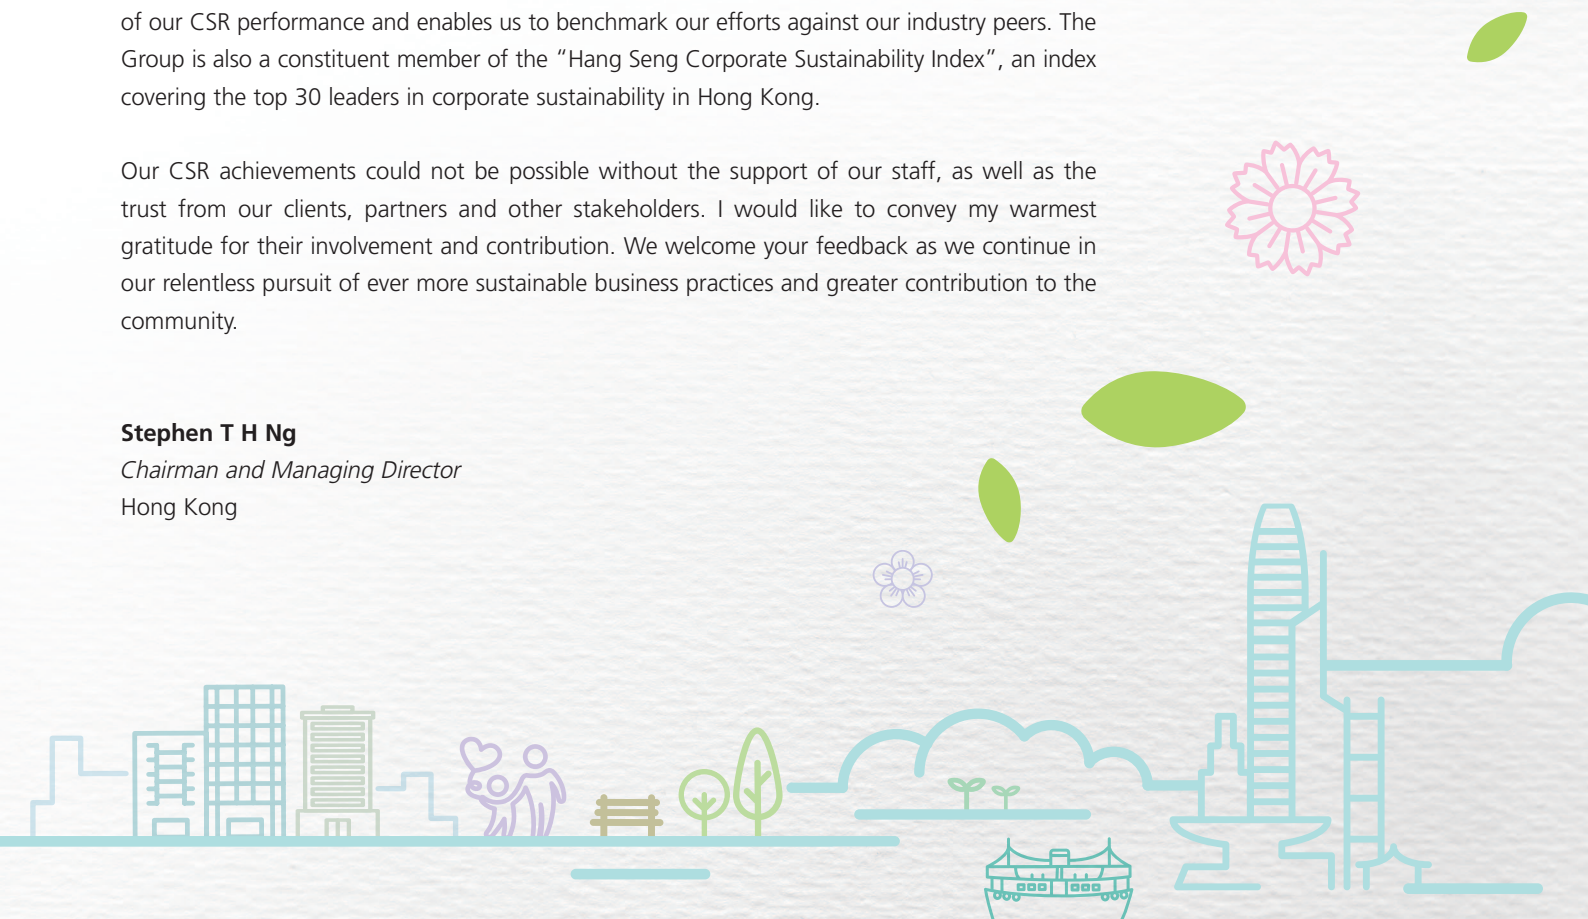 of our CSR performance and enables us to benchmark our efforts against our industry peers. The
Group is also a constituent member of the “Hang Seng Corporate Sustainability Index”, an index
covering the top 30 leaders in corporate sustainability in Hong Kong.
Our CSR achievements could not be possible without the support of our staff, as well as the
trust from our clients, partners and other stakeholders. I would like to convey my warmest
gratitude for their involvement and contribution. We welcome your feedback as we continue in
our relentless pursuit of ever more sustainable business practices and greater contribution to the
community.
Stephen T H Ng
Chairman and Managing Director
Hong Kong